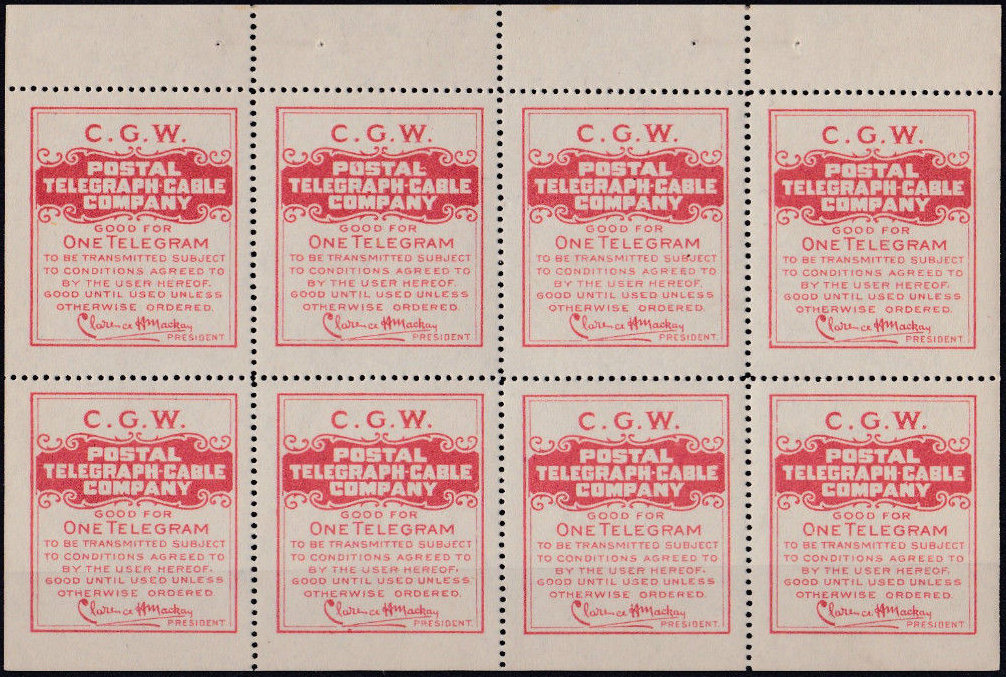 C. G. W.
POSTAL
TELEGRAPH-CABLE
COMPANY
GOOD FOR
ONE TELEGRAM
TO BE TRANSMITTED SUBJECT
TO CONDITIONS AGREED TO
BY THE USER HEREOF.
GOOD UNTIL USED UNLESS
OTHERWISE ORDERED.
Clarence H Mackay
PRESIDENT.
C. G. W.
POSTAL
TELEGRAPH-CABLE
COMPANY
GOOD FOR
ONE TELEGRAM
TO BE TRANSMITTED SUBJECT
TO CONDITIONS AGREED TO
BY THE USER HEREOF.
GOOD UNTIL USED UNLESS
OTHERWISE ORDERED.
Clarence H Mackay
PRESIDENT.
C. G. W.
POSTAL
TELEGRAPH-CABLE
COMPANY
GOOD FOR
ONE TELEGRAM
TO BE TRANSMITTED SUBJECT
TO CONDITIONS AGREED TO
BY THE USER HEREOF.
GOOD UNTIL USED UNLESS
OTHERWISE ORDERED.
Clarence H Mackay
PRESIDENT.
C. G. W.
POSTAL
TELEGRAPH-CABLE
COMPANY
GOOD FOR
ONE TELEGRAM
TO BE TRANSMITTED SUBJECT
TO CONDITIONS AGREED TO
BY THE USER HEREOF.
GOOD UNTIL USED UNLESS
OTHERWISE ORDERED.
Clarence H Mackay
PRESIDENT.
C. G. W.
POSTAL
TELEGRAPH-CABLE
COMPANY
GOOD FOR
ONE TELEGRAM
TO BE TRANSMITTED SUBJECT
TO CONDITIONS AGREED TO
BY THE USER HEREOF.
GOOD UNTIL USED UNLESS
OTHERWISE ORDERED.
Clarence H Mackay
PRESIDENT.
C. G. W.
POSTAL
TELEGRAPH-CABLE
COMPANY
GOOD FOR
ONE TELEGRAM
TO BE TRANSMITTED SUBJECT
TO CONDITIONS AGREED TO
BY THE USER HEREOF.
GOOD UNTIL USED UNLESS
OTHERWISE ORDERED.
Clarence H Mackay
PRESIDENT.
C. G. W.
POSTAL
TELEGRAPH-CABLE
COMPANY
GOOD FOR
ONE TELEGRAM
TO BE TRANSMITTED SUBJECT
TO CONDITIONS AGREED TO
BY THE USER HEREOF.
GOOD UNTIL USED UNLESS
OTHERWISE ORDERED.
Clarence H Mackay
PRESIDENT.
C. G. W.
POSTAL
TELEGRAPH-CABLE
COMPANY
GOOD FOR
ONE TELEGRAM
TO BE TRANSMITTED SUBJECT
TO CONDITIONS AGREED TO
BY THE USER HEREOF.
GOOD UNTIL USED UNLESS
OTHERWISE ORDERED.
Clarence H Mackay
PRESIDENT.